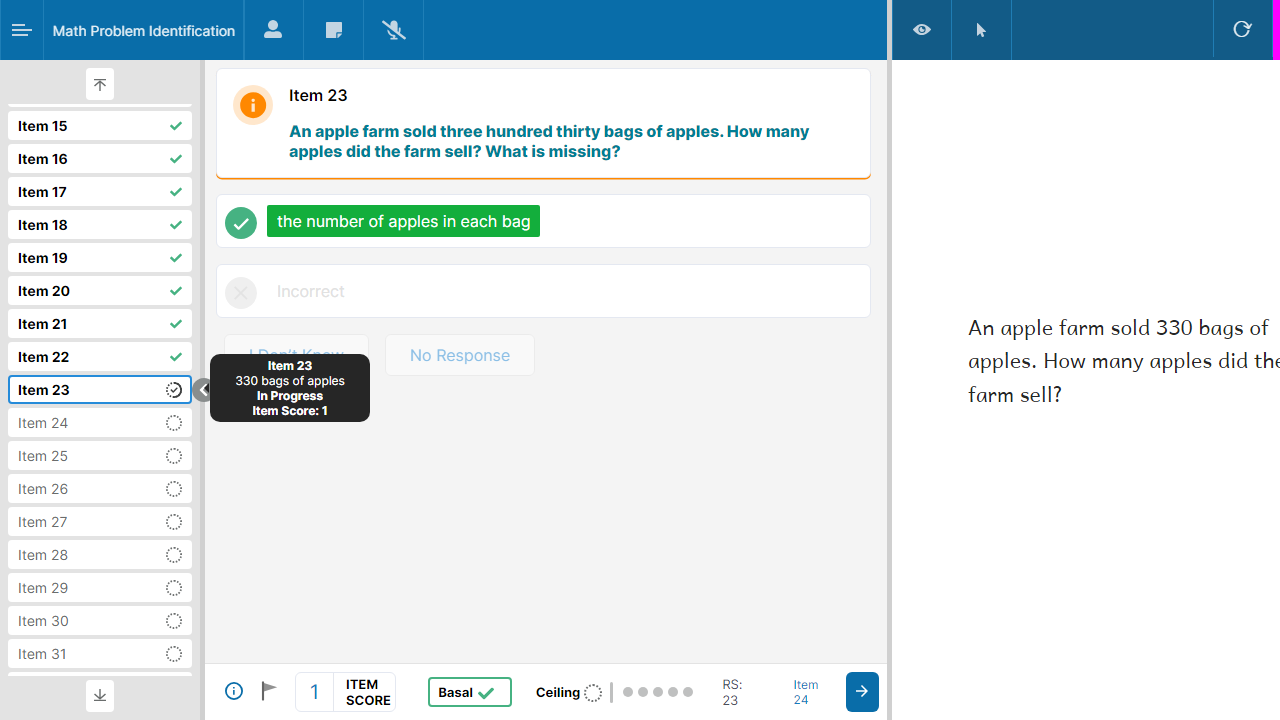 Math Problem Identification
Item 15
Item 16
Item 17
Item 18
Item 19
Item 20
Item 21
Item 22
Item 23
Item 24
Item 25
Item 26
Item 27
Item 28
Item 29
Item 30
Item 31
Item 23
An apple farm sold three hundred thirty bags of apples. How many
apples did the farm sell? What is missing?
the number of apples in each bag
Incorrect
I Don't Know
No Response
Item 23
330 bags of apples
In Progress
Item Score: 1
1
ITEM
SCORE
Basal
Ceiling
RS:
23
Item
24
An apple farm sold 330 bags of
apples. How many apples did the
farm sell?